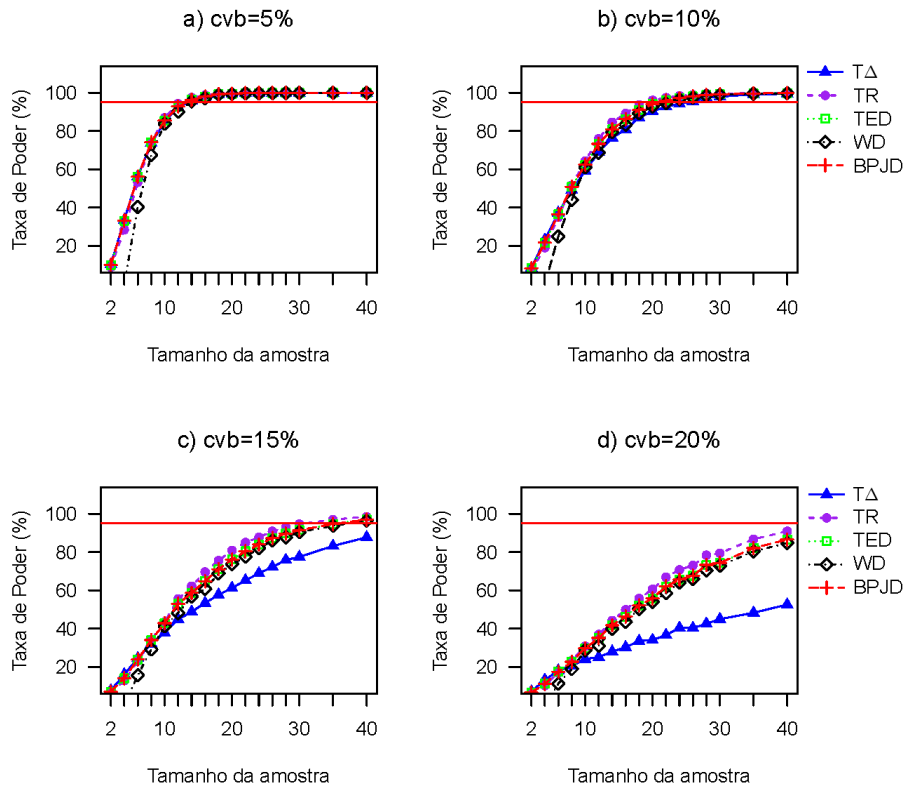 a) cvb=5%
b) cvb=10%
Taxa de Poder (%)
100
80
60
40
20
2
10
20
30
40
Tamanho da amostra
Taxa de Poder (%)
100
80
60
40
20
2
10
20
30
40
Tamanho da amostra
TΔ
TR
TED
WD
BPJD
c) cvb=15%
d) cvb=20%
Taxa de Poder (%)
100
80
60
40
20
2
10
20
30
40
Tamanho da amostra
Taxa de Poder (%)
100
80
60
40
20
2
10
20
30
40
Tamanho da amostra
TΔ
TR
TED
WD
BPJD